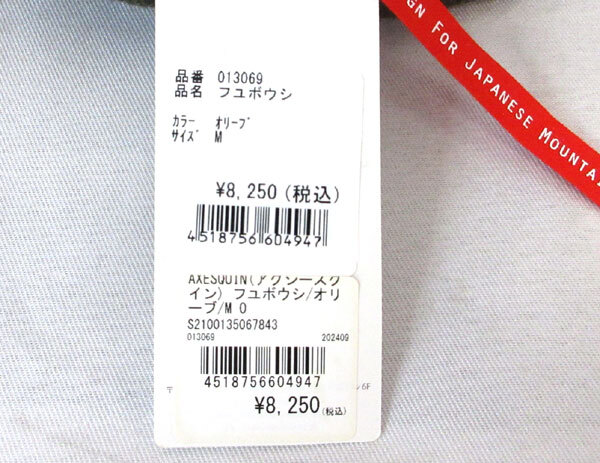 品番 013069
品名 フユボウシ
カラー オリーブ
サイズ M
¥8,250(税込)
4518756604947
AXESQUIN(アクシーズク
イン) フユボウシ/オリ
ーブ/M 0
S2100135067843
013069 202409
4518756604947
¥8,250(税込)
〒
6F
FOR JAPANESE